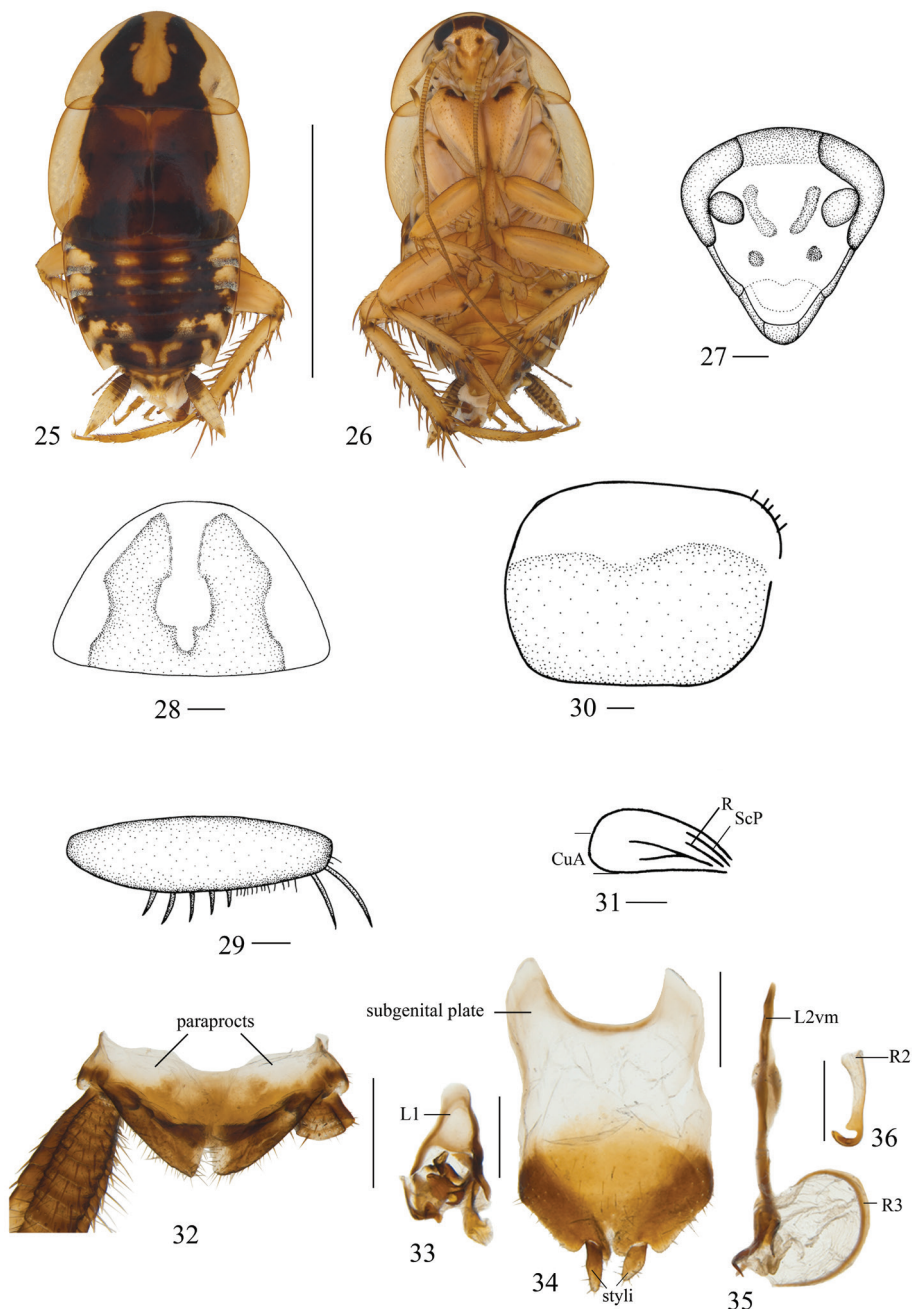 25
26
27
28
30
29
R
ScP
CuA
31
paraprocts
32
L1
33
subgenital plate
34
styli
L2vm
35
R2
36
R3